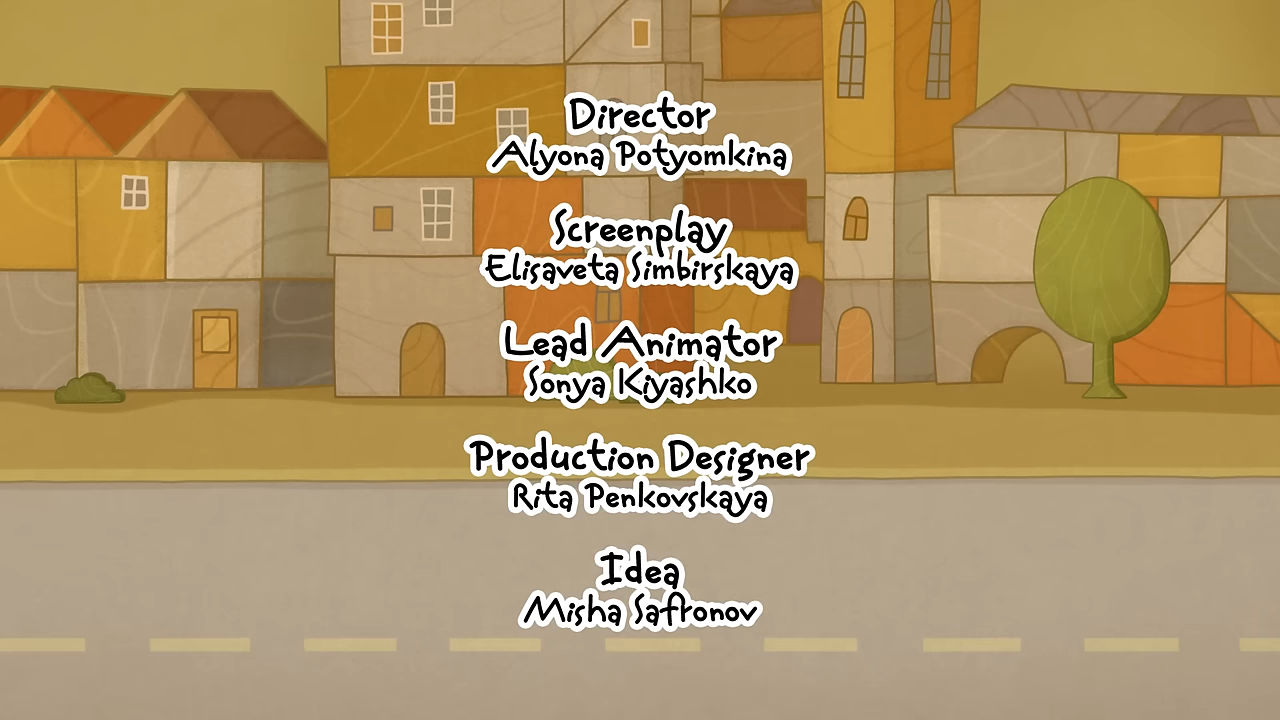 Director
Alyona Potyomkina
Screenplay
Elisaveta Simbirskaya
Lead Animator
Sonya Kiyashko
Production Designer
Rita Penkovskaya
Idea
Misha Safronov